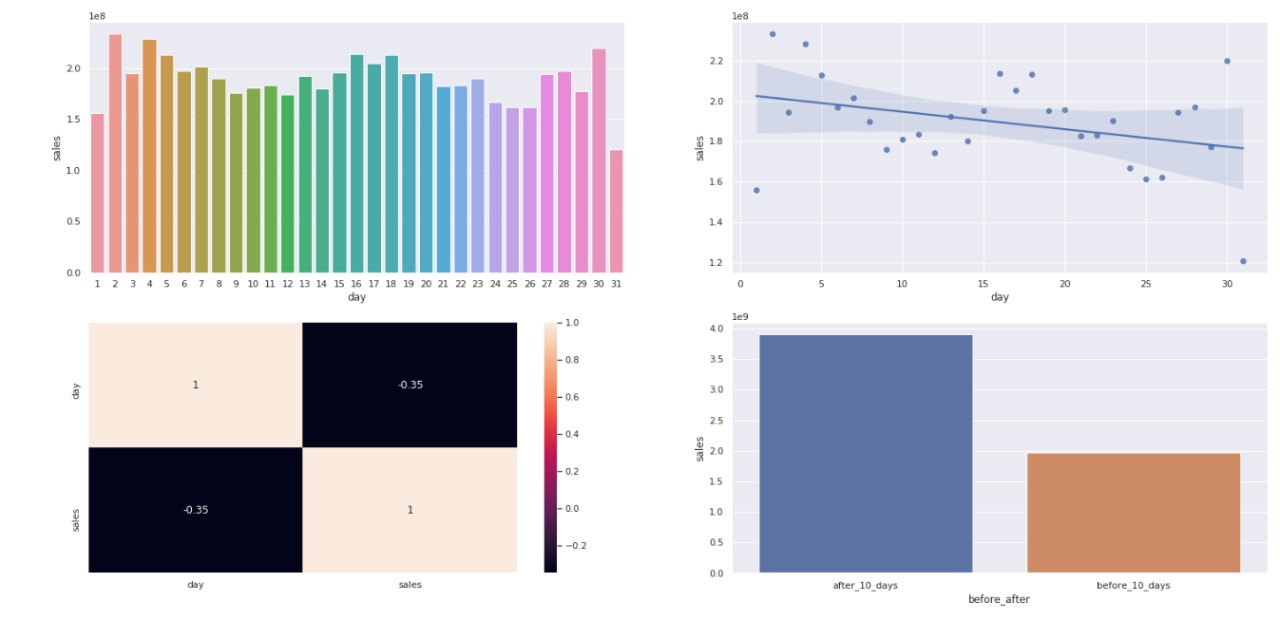 1e8
2.0
1.5
1.0
0.5
0.0
sales
1 2 3 4 5 6 7 8 9 10 11 12 13 14 15 16 17 18 19 20 21 22 23 24 25 26 27 28 29 30 31
day
1e8
2.2
2.0
1.8
1.6
1.4
1.2
sales
0 5 10 15 20 25 30
day
day
sales
1 -0.35
-0.35 1
day sales
1.0
0.8
0.6
0.4
0.2
0.0
−0.2
1e9
4.0
3.5
3.0
2.5
2.0
1.5
1.0
0.5
0.0
sales
after_10_days before_10_days
before_after